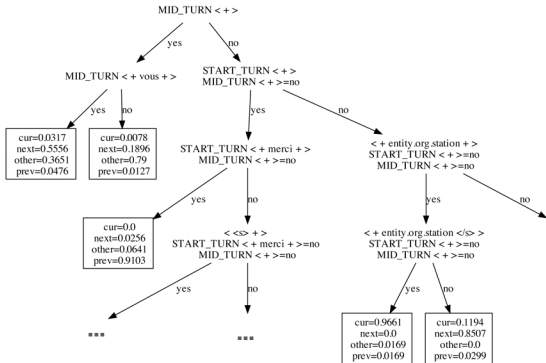 MID_TURN < + >
yes
no
MID_TURN < + vous + >
START_TURN < + >
MID_TURN < + >=no
yes
no
yes
no
cur=0.0317
next=0.5556
other=0.3651
prev=0.0476
cur=0.0078
next=0.1896
other=0.79
prev=0.0127
START_TURN < + merci + >
MID_TURN < + >=no
< + entity.org.station + >
START_TURN < + >=no
MID_TURN < + >=no
yes
no
yes
no
cur=0.0
next=0.0256
other=0.0641
prev=0.9103
< <s> + >
START_TURN < + merci + >=no
MID_TURN < + >=no
< + entity.org.station </s> >
START_TURN < + >=no
MID_TURN < + >=no
yes
no
yes
no
===
===
cur=0.9661
next=0.0
other=0.0169
prev=0.0169
cur=0.1194
next=0.8507
other=0.0
prev=0.0299